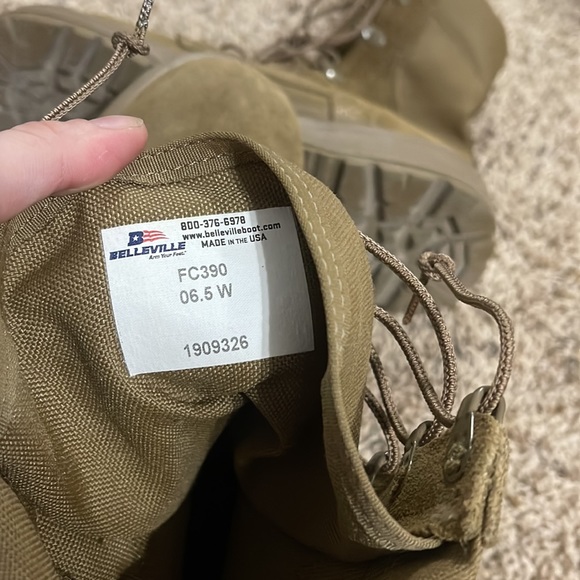 800-376-6978
www.bellevilleboot.com
MADE IN THE USA
BELLEVILLE
ARM YOUR FEET
FC390
06.5 W
1909326